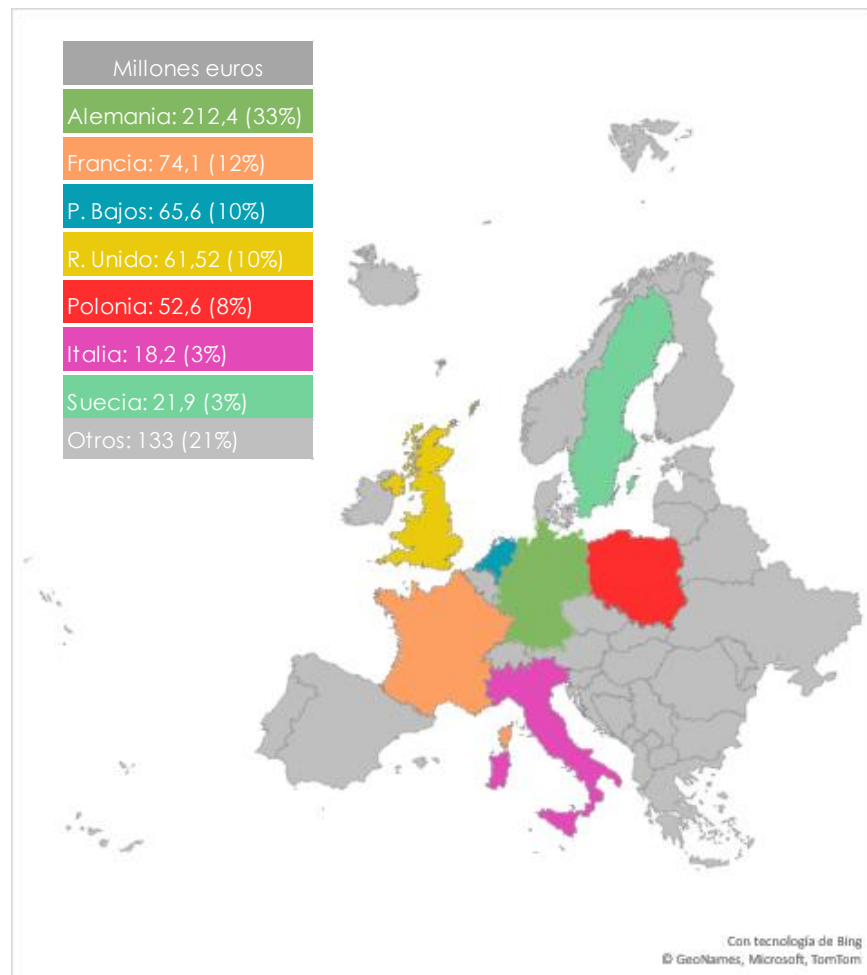 Millones euros
Alemania: 212,4 (33%)
Francia: 74,1 (12%)
P. Bajos: 65,6 (10%)
R. Unido: 61,52 (10%)
Polonia: 52,6 (8%)
Italia: 18,2 (3%)
Suecia: 21,9 (3%)
Otros: 133 (21%)
Con tecnología de Bing
© GeoNames, Microsoft, TomTom